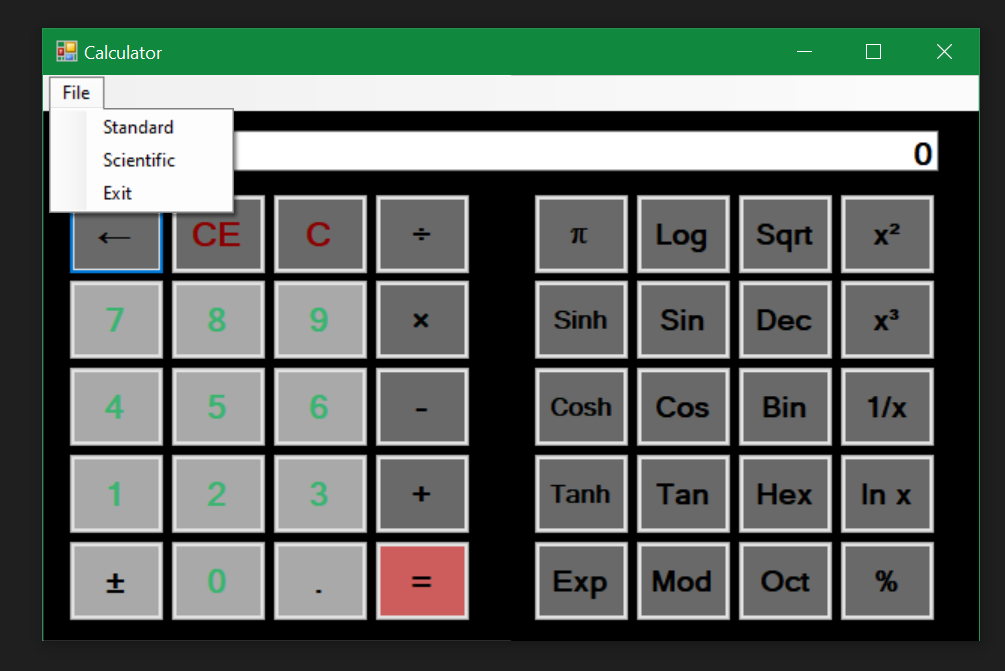 Calculator
File
Standard
Scientific
Exit
0
← CE C ÷ π Log Sqrt x²
7 8 9 × Sinh Sin Dec x³
4 5 6 - Cosh Cos Bin 1/x
1 2 3 + Tanh Tan Hex ln x
± 0 . = Exp Mod Oct %